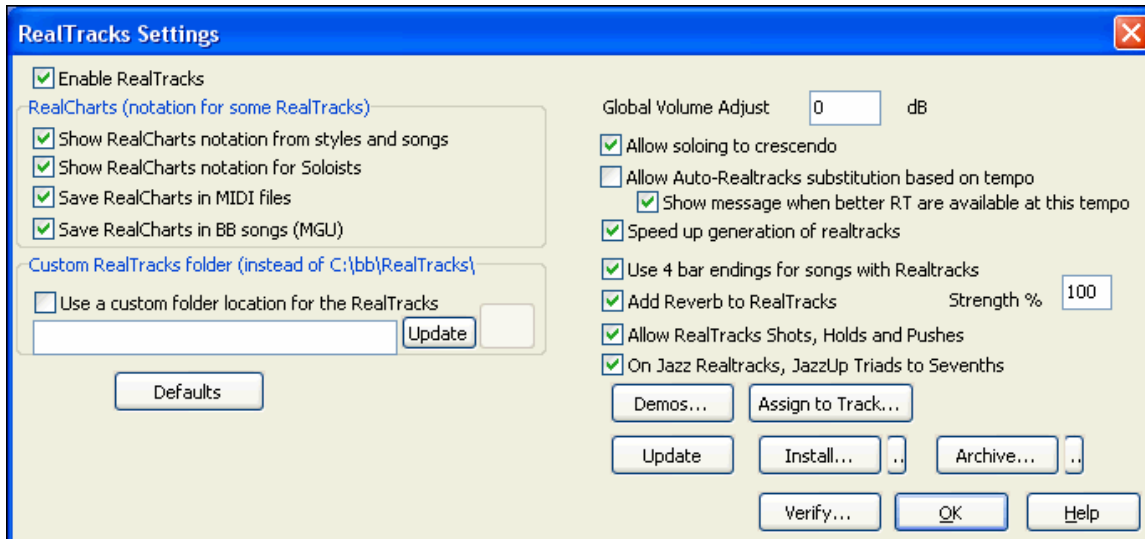 RealTracks Settings
Enable RealTracks
RealCharts (notation for some RealTracks)
Show RealCharts notation from styles and songs
Show RealCharts notation for Soloists
Save RealCharts in MIDI files
Save RealCharts in BB songs (MGU)
Custom RealTracks folder (instead of C:\bb\RealTracks\
Use a custom folder location for the RealTracks
Update
Defaults
Global Volume Adjust 0 dB
Allow soloing to crescendo
Allow Auto-Realtracks substitution based on tempo
Show message when better RT are available at this tempo
Speed up generation of realtracks
Use 4 bar endings for songs with Realtracks
Add Reverb to RealTracks Strength % 100
Allow RealTracks Shots, Holds and Pushes
On Jazz Realtracks, JazzUp Triads to Sevenths
Demos... Assign to Track...
Update Install... .. Archive... ..
Verify... OK Help